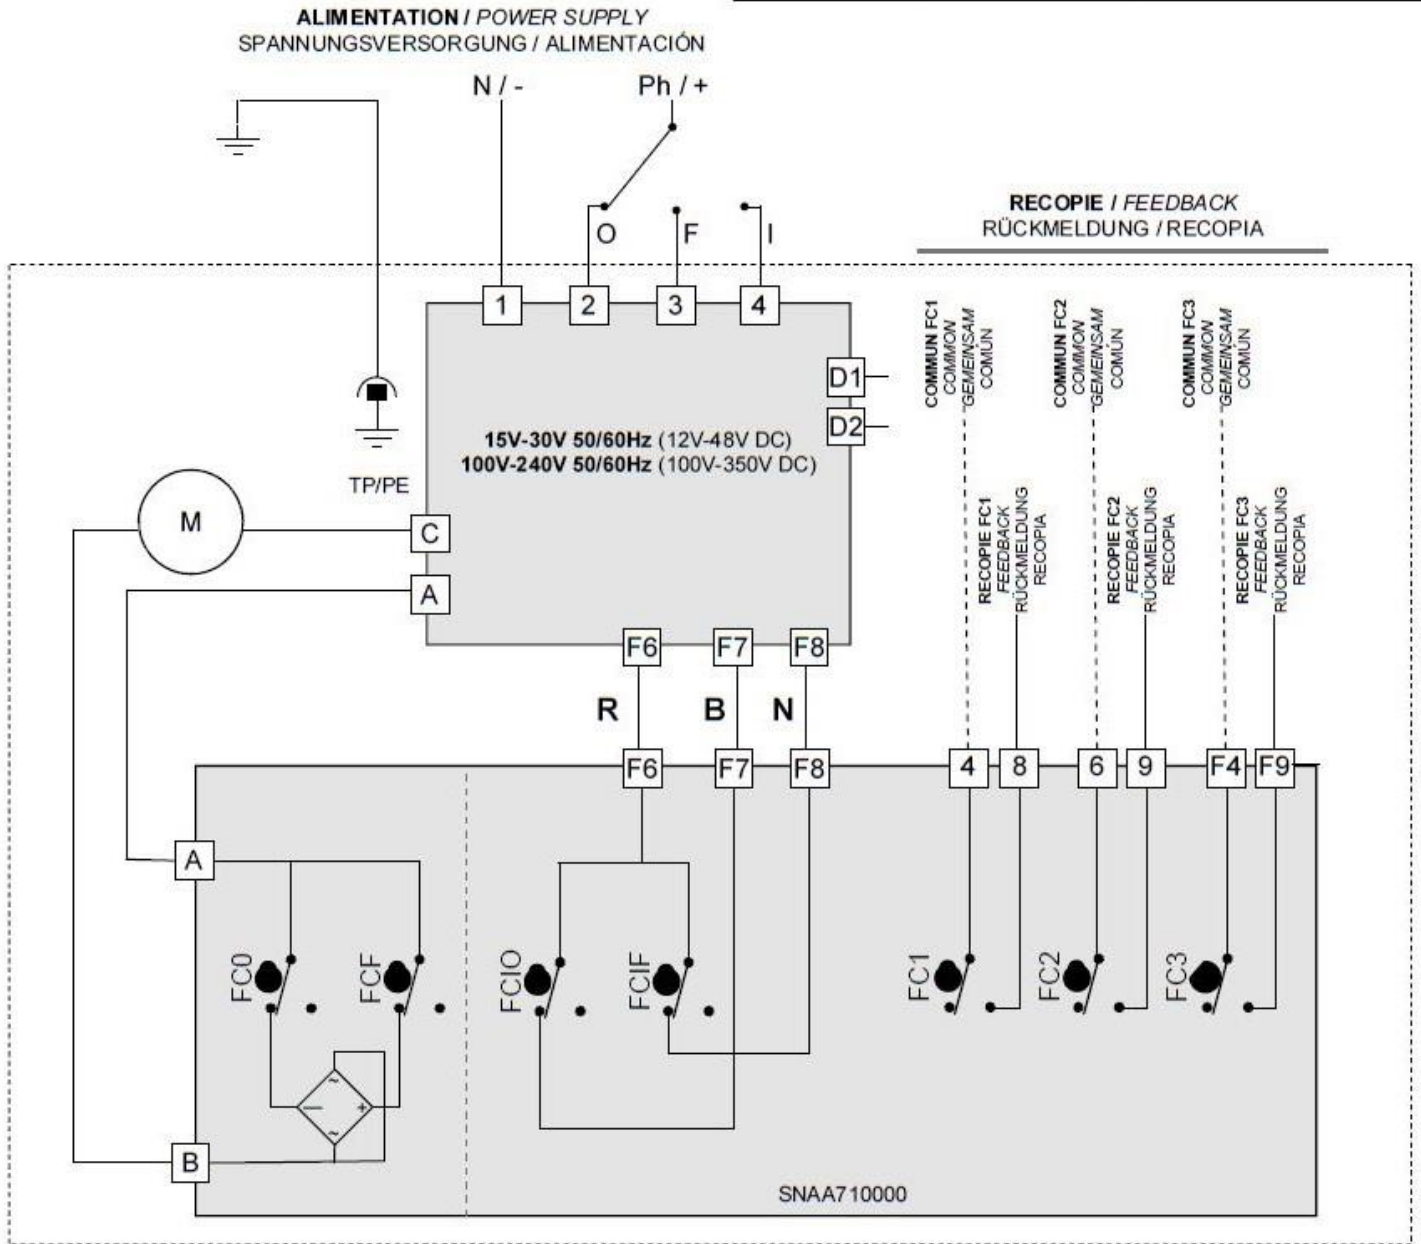 ALIMENTATION / POWER SUPPLY
SPANNUNGSVERSORGUNG / ALIMENTACIÓN
N / -
Ph / +
RECOPIE / FEEDBACK
RÜCKMELDUNG / RECOPIA
O
F
I
1
2
3
4
COMMUN FC1
COMMON
GEMEINSAM
COMÚN
COMMUN FC2
COMMON
GEMEINSAM
COMÚN
COMMUN FC3
COMMON
GEMEINSAM
COMÚN
D1
D2
15V-30V 50/60Hz (12V-48V DC)
100V-240V 50/60Hz (100V-350V DC)
TP/PE
M
C
A
RECOPIE FC1
FEEDBACK
RÜCKMELDUNG
RECOPIA
RECOPIE FC2
FEEDBACK
RÜCKMELDUNG
RECOPIA
RECOPIE FC3
FEEDBACK
RÜCKMELDUNG
RECOPIA
F6
F7
F8
R
B
N
F6
F7
F8
4
8
6
9
F4
F9
A
FC0
FCF
FCIO
FCIF
FC1
FC2
FC3
~
— +
~
B
SNAA710000